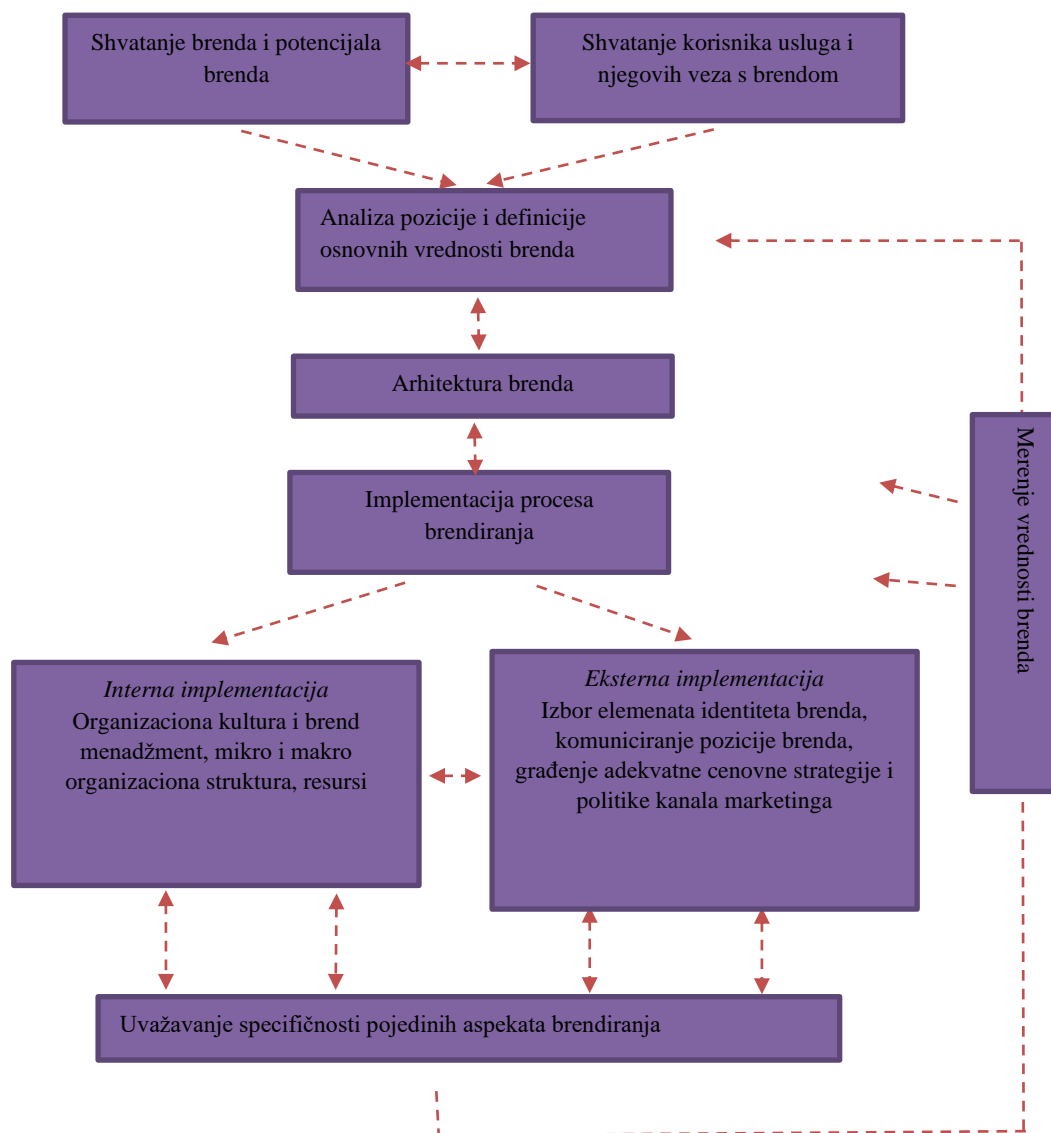 Shvatanje brenda i potencijala
brenda
Shvatanje korisnika usluga i
njegovih veza s brendom
Analiza pozicije i definicije
osnovnih vrednosti brenda
Arhitektura brenda
Implementacija procesa
brendiranja
Merenje vrednosti brenda
Interna implementacija
Organizaciona kultura i brend
menadžment, mikro i makro
organizaciona struktura, resursi
Eksterna implementacija
Izbor elemenata identiteta brenda,
komuniciranje pozicije brenda,
građenje adekvatne cenovne strategije i
politike kanala marketinga
Uvažavanje specifičnosti pojedinih aspekata brendiranja